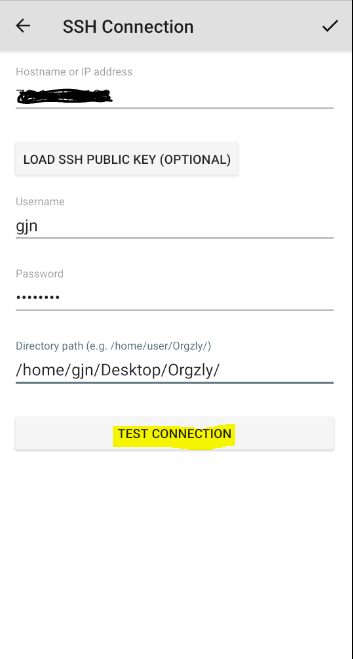 SSH Connection
Hostname or IP address
LOAD SSH PUBLIC KEY (OPTIONAL)
Username
gjn
Password
••••••••
Directory path (e.g. /home/user/Orgzly/)
/home/gjn/Desktop/Orgzly/
TEST CONNECTION